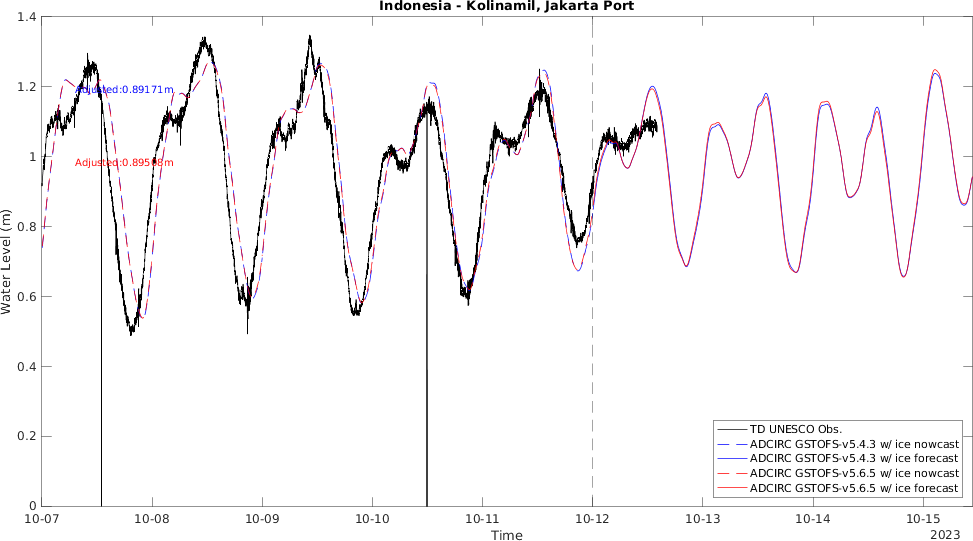 Indonesia - Kolinamil, Jakarta Port
1.4
1.2
1
0.8
0.6
0.4
0.2
0
Water Level (m)
Adjusted:0.89171m
TD UNESCO Obs.
ADCIRC GSTOFS-v5.4.3 w/ ice nowcast
ADCIRC GSTOFS-v5.4.3 w/ ice forecast
ADCIRC GSTOFS-v5.6.5 w/ ice nowcast
ADCIRC GSTOFS-v5.6.5 w/ ice forecast
10-07 10-08 10-09 10-10 10-11 10-12 10-13 10-14 10-15
Time
2023